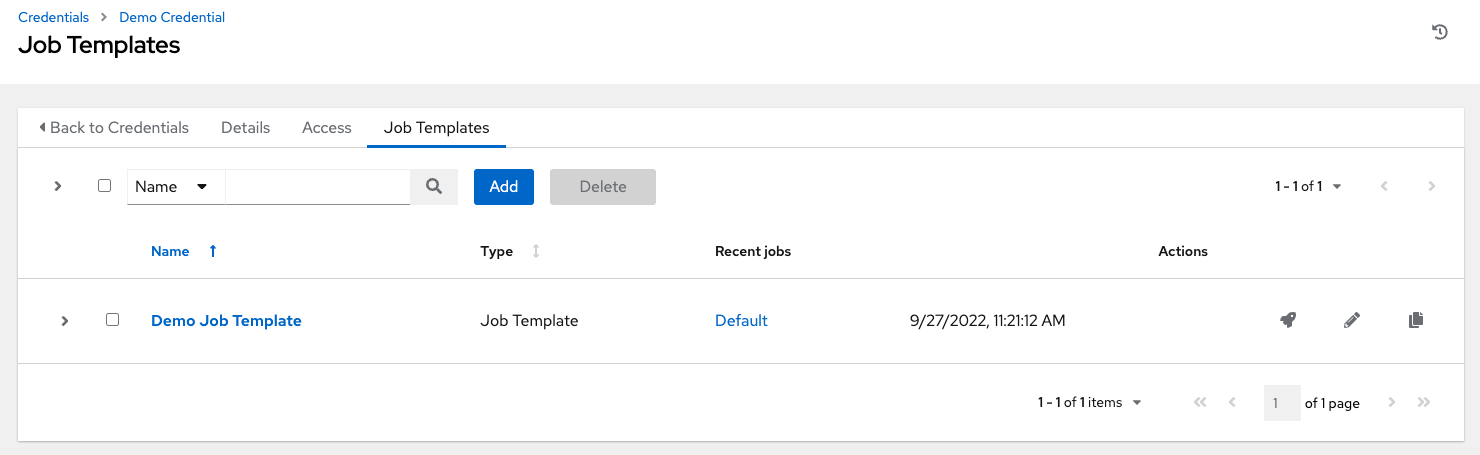 Credentials Demo Credential
Job Templates
Back to Credentials Details Access Job Templates
Name Add Delete 1 - 1 of 1
Name Type Recent jobs Actions
Demo Job Template Job Template Default 9/27/2022, 11:21:12 AM
1 - 1 of 1 items 1 of 1 page